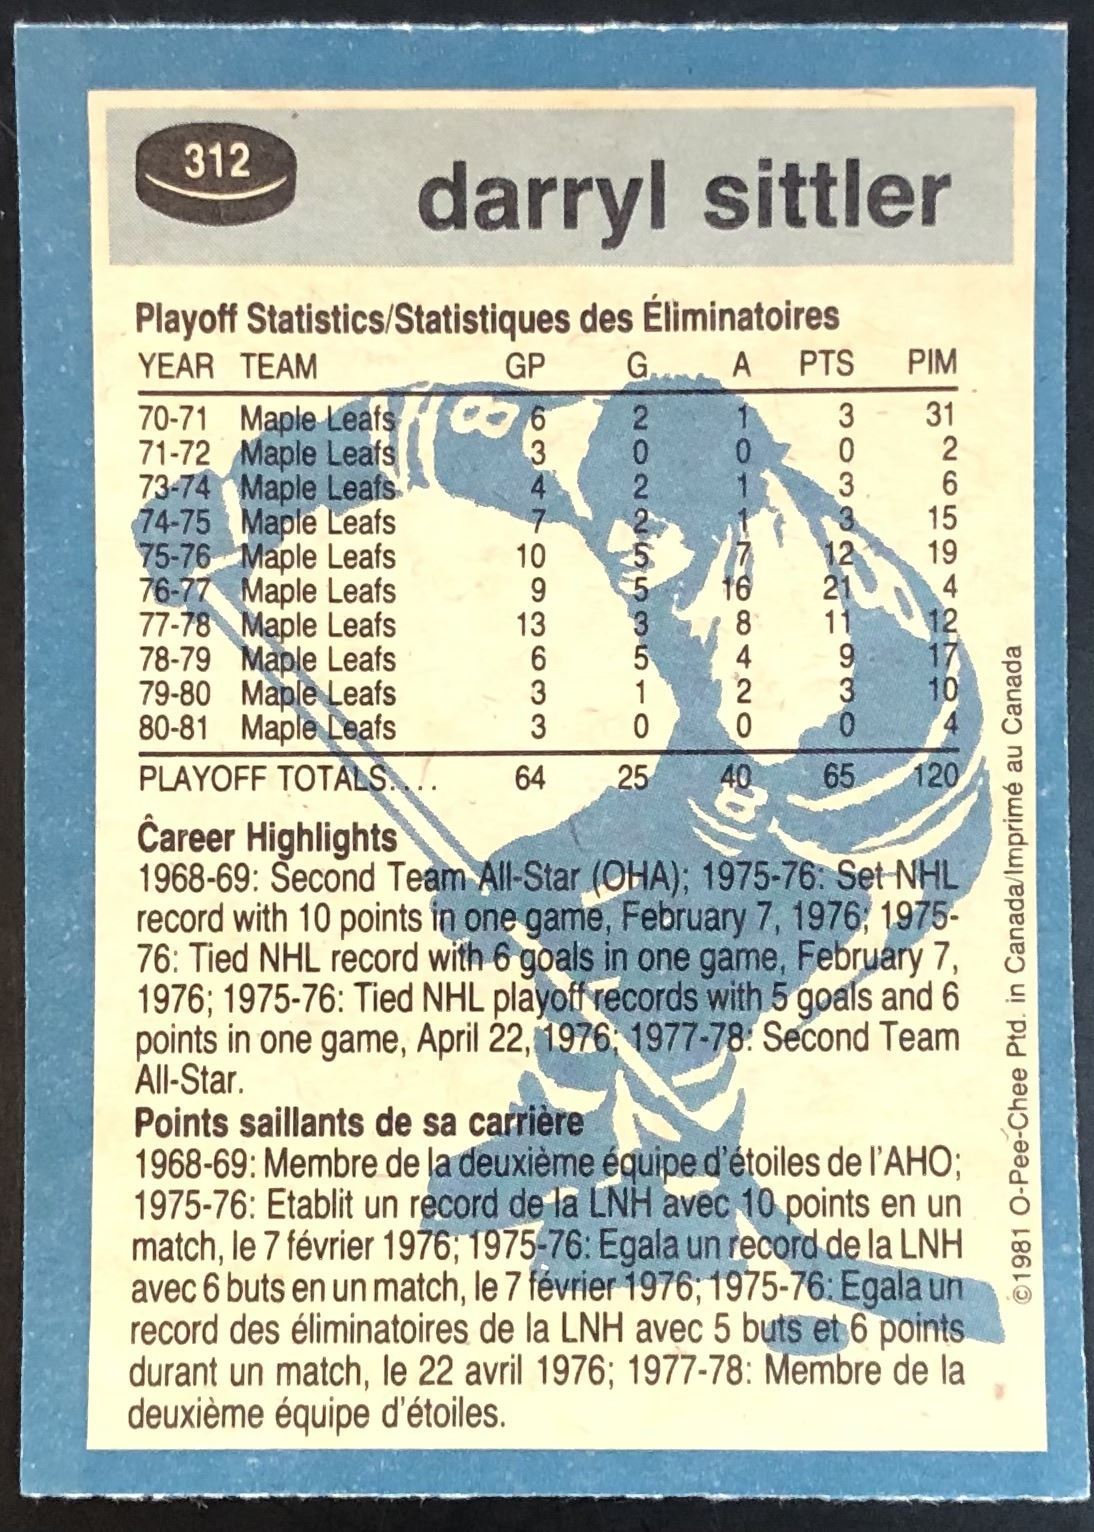 312
darryl sittler
Playoff Statistics/Statistiques des Éliminatoires
YEAR TEAM GP G A PTS PIM
70-71 Maple Leafs 6 2 1 3 31
71-72 Maple Leafs 3 0 0 0 2
73-74 Maple Leafs 4 2 1 3 6
74-75 Maple Leafs 7 2 1 3 15
75-76 Maple Leafs 10 5 7 12 19
76-77 Maple Leafs 9 5 16 21 4
77-78 Maple Leafs 13 3 8 11 12
78-79 Maple Leafs 6 5 4 9 17
79-80 Maple Leafs 3 1 2 3 10
80-81 Maple Leafs 3 0 0 0 4
PLAYOFF TOTALS.... 64 25 40 65 120
Career Highlights
1968-69: Second Team All-Star (OHA); 1975-76: Set NHL
record with 10 points in one game, February 7, 1976; 1975-
76: Tied NHL record with 6 goals in one game, February 7,
1976; 1975-76: Tied NHL playoff records with 5 goals and 6
points in one game, April 22, 1976; 1977-78: Second Team
All-Star.
Points saillants de sa carrière
1968-69: Membre de la deuxième équipe d'étoiles de l'AHO;
1975-76: Etablit un record de la LNH avec 10 points en un
match, le 7 février 1976; 1975-76: Egala un record de la LNH
avec 6 buts en un match, le 7 février 1976; 1975-76: Egala un
record des éliminatoires de la LNH avec 5 buts et 6 points
durant un match, le 22 avril 1976; 1977-78: Membre de la
deuxième équipe d'étoiles.
©1981 O-Pee-Chee Ptd. in Canada/Imprimé au Canada